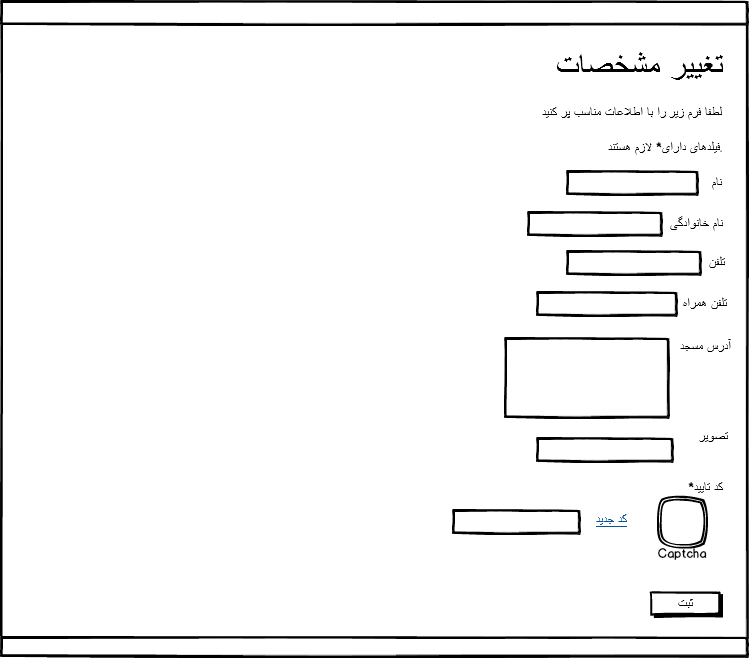 تغییر مشخصات
لطفا فرم زیر را با اطلاعات مناسب پر کنید
فیلدهای دارای* لازم هستند.
نام
نام خانوادگی
تلفن
تلفن همراه
آدرس مسجد
تصویر
کد تایید*
کد جدید
Captcha
ثبت